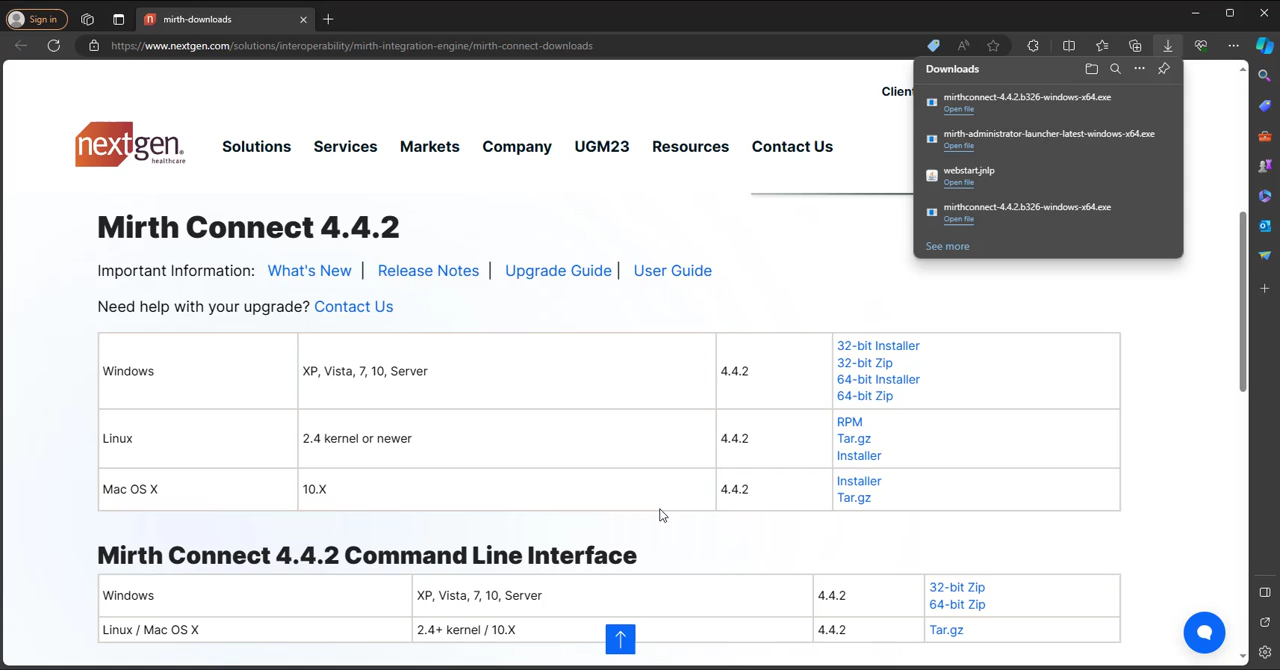 Sign in
mirth-downloads
https://www.nextgen.com/solutions/interoperability/mirth-integration-engine/mirth-connect-downloads
Downloads
mirthconnect-4.4.2.b326-windows-x64.exe
Open file
mirth-administrator-launcher-latest-windows-x64.exe
Open file
webstart.jnlp
Open file
mirthconnect-4.4.2.b326-windows-x64.exe
Open file
See more
Client
nextgen
healthcare
Solutions Services Markets Company UGM23 Resources Contact Us
Mirth Connect 4.4.2
Important Information: What's New | Release Notes | Upgrade Guide | User Guide
Need help with your upgrade? Contact Us
Windows XP, Vista, 7, 10, Server 4.4.2
32-bit Installer
32-bit Zip
64-bit Installer
64-bit Zip
Linux 2.4 kernel or newer 4.4.2
RPM
Tar.gz
Installer
Mac OS X 10.X 4.4.2
Installer
Tar.gz
Mirth Connect 4.4.2 Command Line Interface
Windows XP, Vista, 7, 10, Server 4.4.2
32-bit Zip
64-bit Zip
Linux / Mac OS X 2.4+ kernel / 10.X 4.4.2 Tar.gz